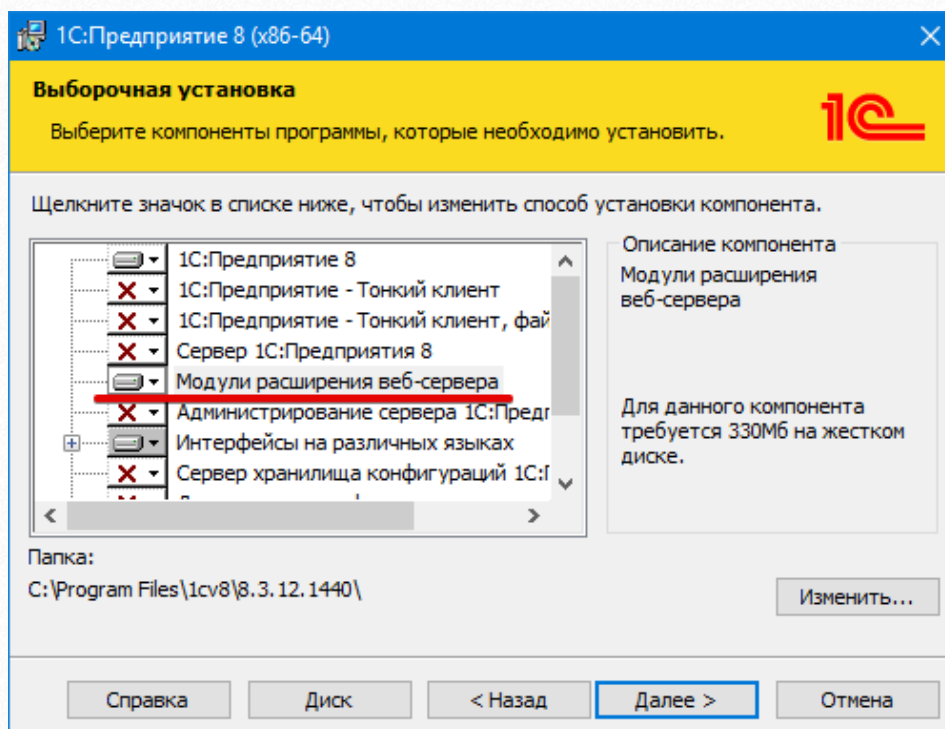 1С:Предприятие 8 (x86-64)
Выборочная установка
Выберите компоненты программы, которые необходимо установить.
1С
Щелкните значок в списке ниже, чтобы изменить способ установки компонента.
1С:Предприятие 8
1С:Предприятие - Тонкий клиент
1С:Предприятие - Тонкий клиент, фай
Сервер 1С:Предприятия 8
Модули расширения веб-сервера
Администрирование сервера 1С:Пред
Интерфейсы на различных языках
Сервер хранилища конфигураций 1С:
Описание компонента
Модули расширения
веб-сервера
Для данного компонента
требуется 330Мб на жестком
диске.
Папка:
C:\Program Files\1cv8\8.3.12.1440\
Изменить...
Справка
Диск
< Назад
Далее >
Отмена